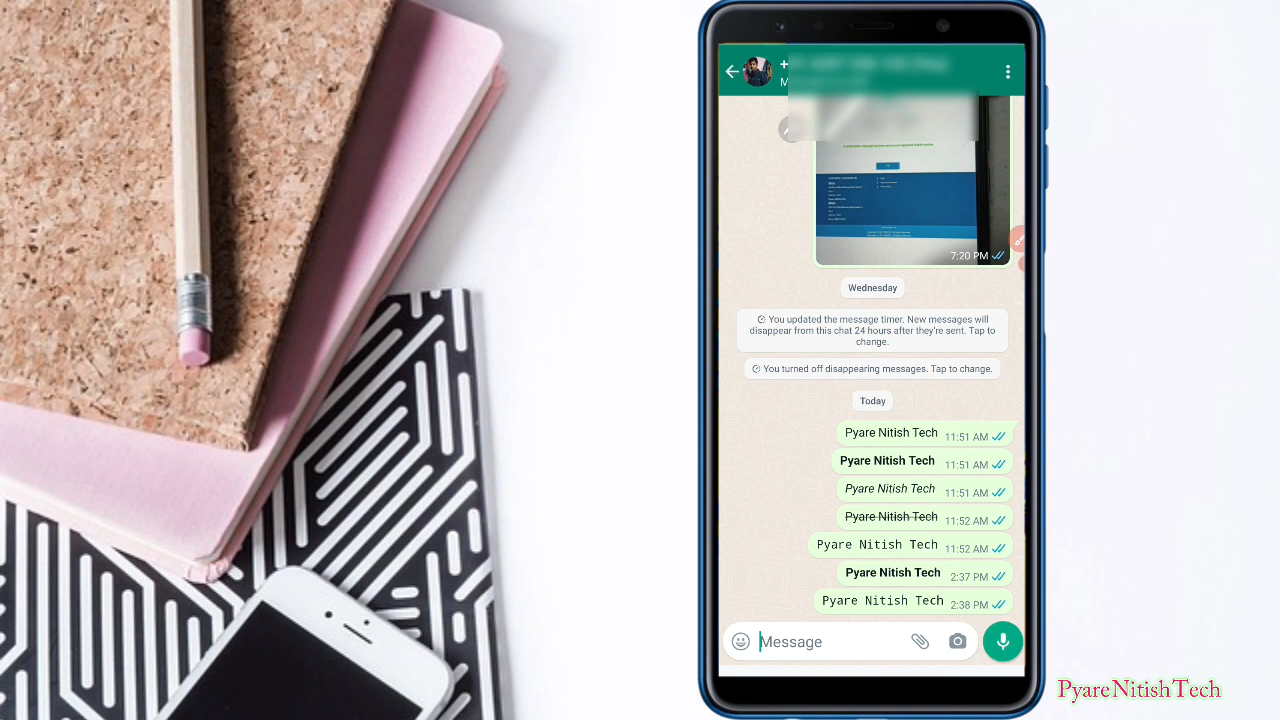 7:20 PM
Wednesday
You updated the message timer. New messages will
disappear from this chat 24 hours after they're sent. Tap to
change.
You turned off disappearing messages. Tap to change.
Today
Pyare Nitish Tech 11:51 AM
Pyare Nitish Tech 11:51 AM
Pyare Nitish Tech 11:51 AM
Pyare Nitish Tech 11:52 AM
Pyare Nitish Tech 11:52 AM
Pyare Nitish Tech 2:37 PM
Pyare Nitish Tech 2:38 PM
Message
PyareNitishTech